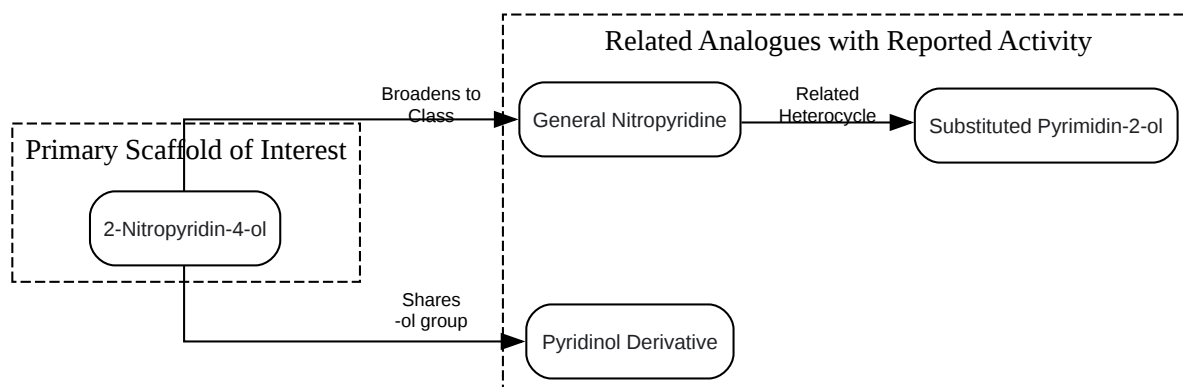 Related Analogues with Reported Activity
Broadens to
Class
General Nitropyridine
Related
Heterocycle
Substituted Pyrimidin-2-ol
Primary Scaffold of Interest
2-Nitropyridin-4-ol
Shares
-ol group
Pyridinol Derivative